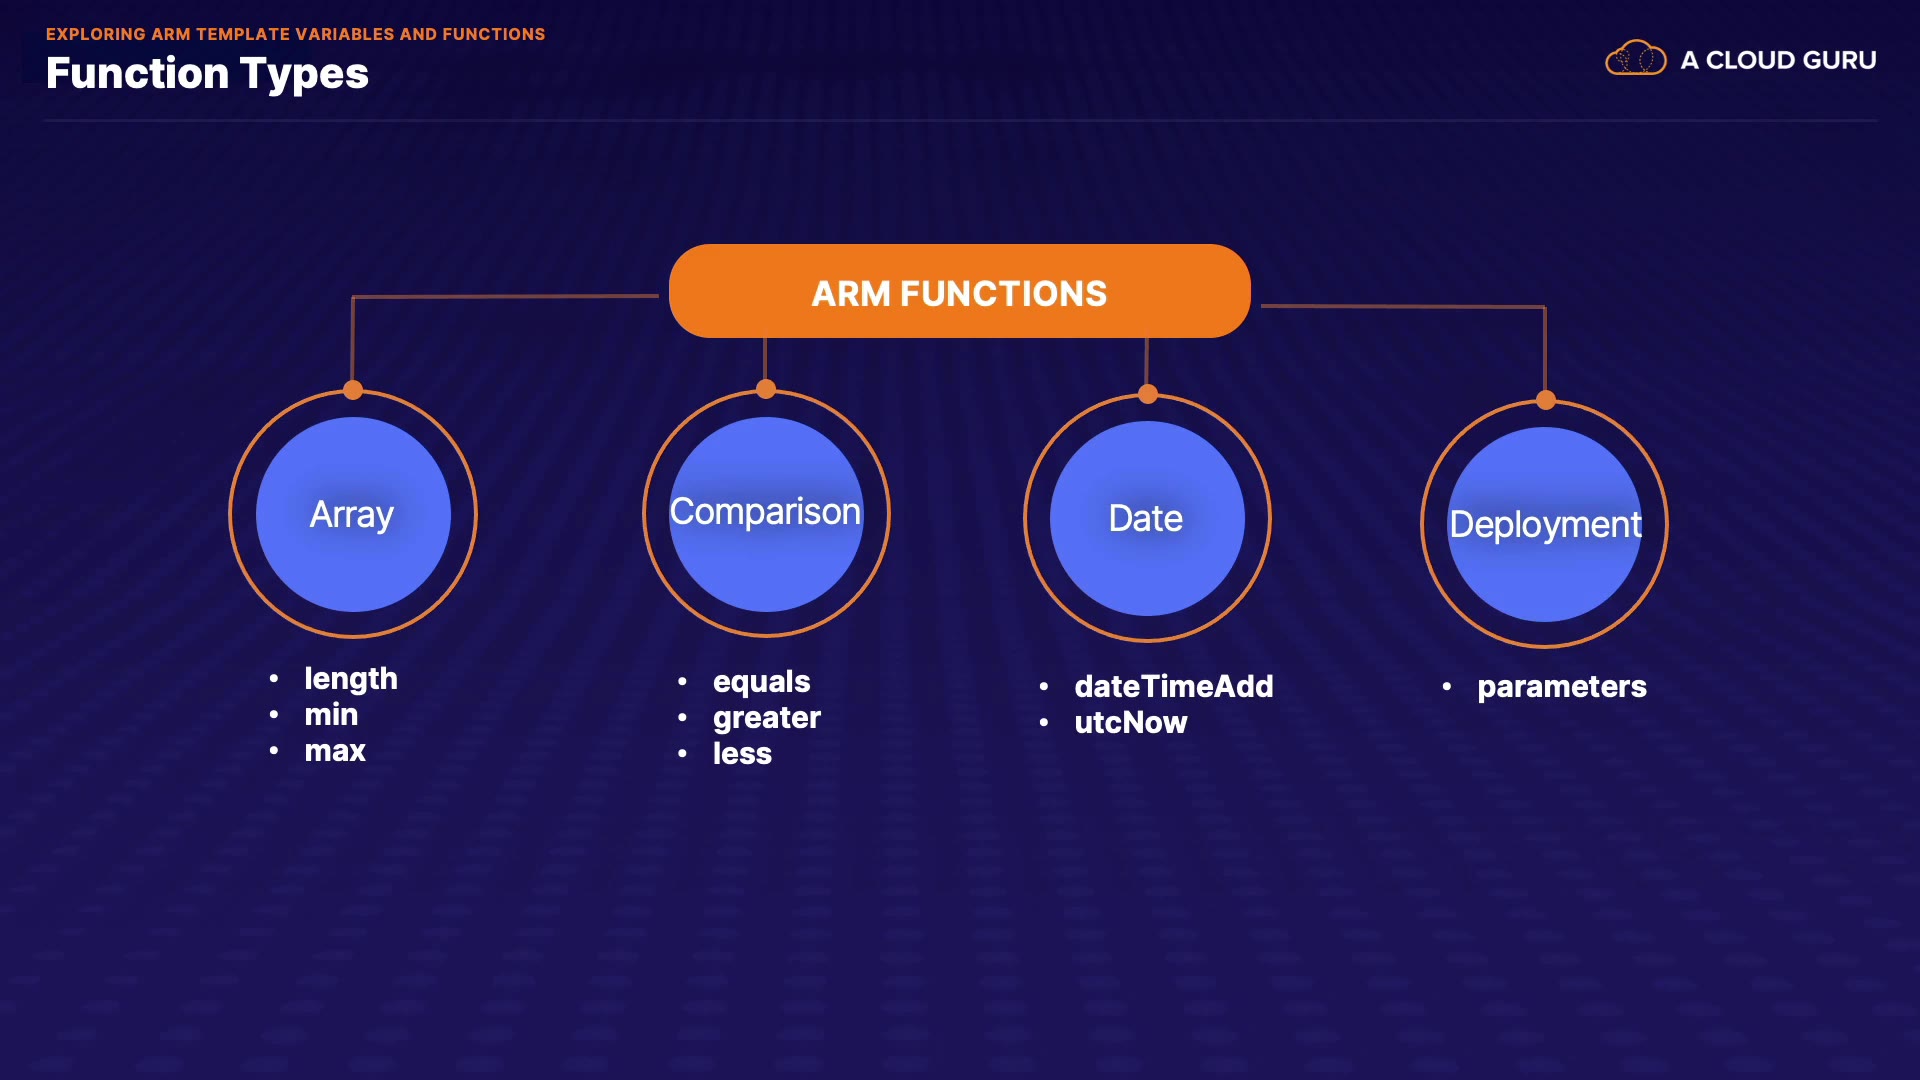 EXPLORING ARM TEMPLATE VARIABLES AND FUNCTIONS
Function Types
A CLOUD GURU
ARM FUNCTIONS
Array
Comparison
Date
Deployment
• length
• min
• max
• equals
• greater
• less
• dateTimeAdd
• utcNow
• parameters